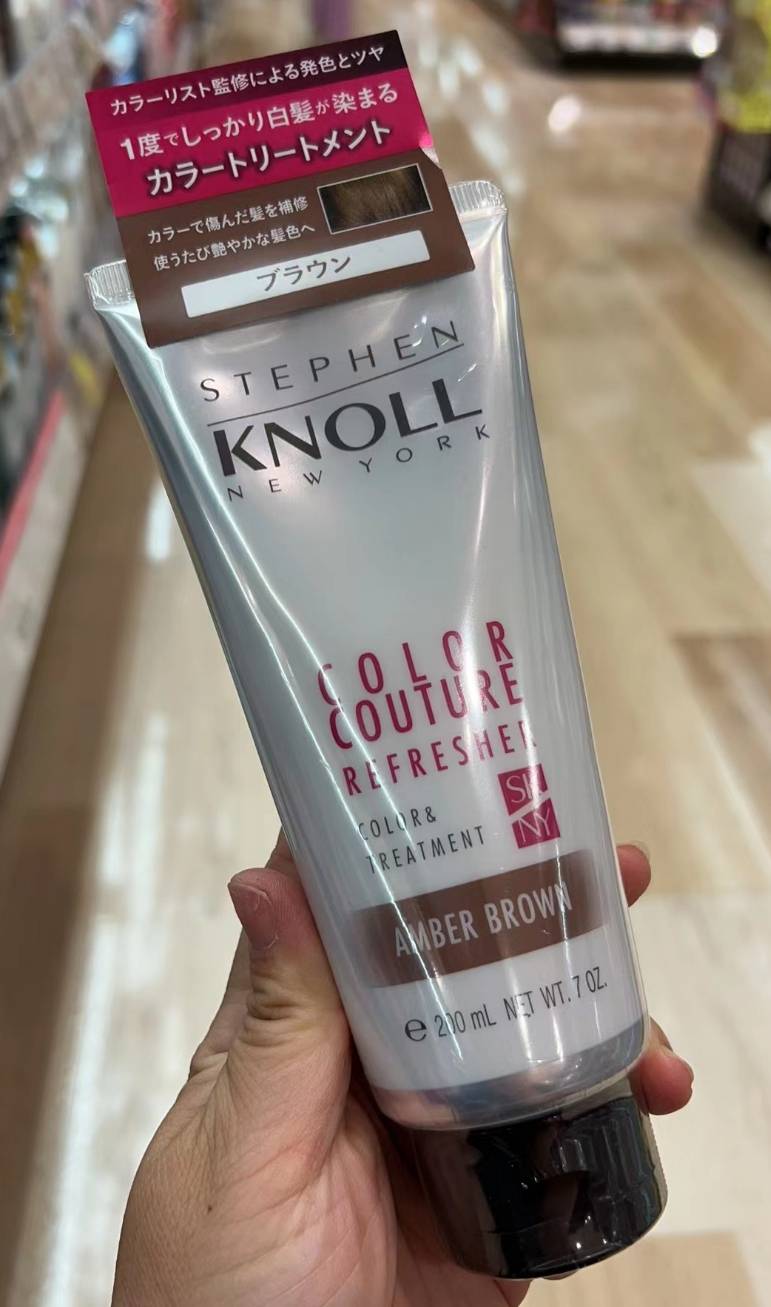 カラーリスト監修による発色とツヤ
1度でしっかり白髪が染まる
カラートリートメント
カラーで傷んだ髪を補修
使うたび艶やかな髪色へ
ブラウン
STEPHEN
KNOLL
NEW YORK
COLOR
COUTURE
REFRESHER
COLOR&
TREATMENT
SK
NY
AMBER BROWN
e 200 mL NET WT. 7 OZ.